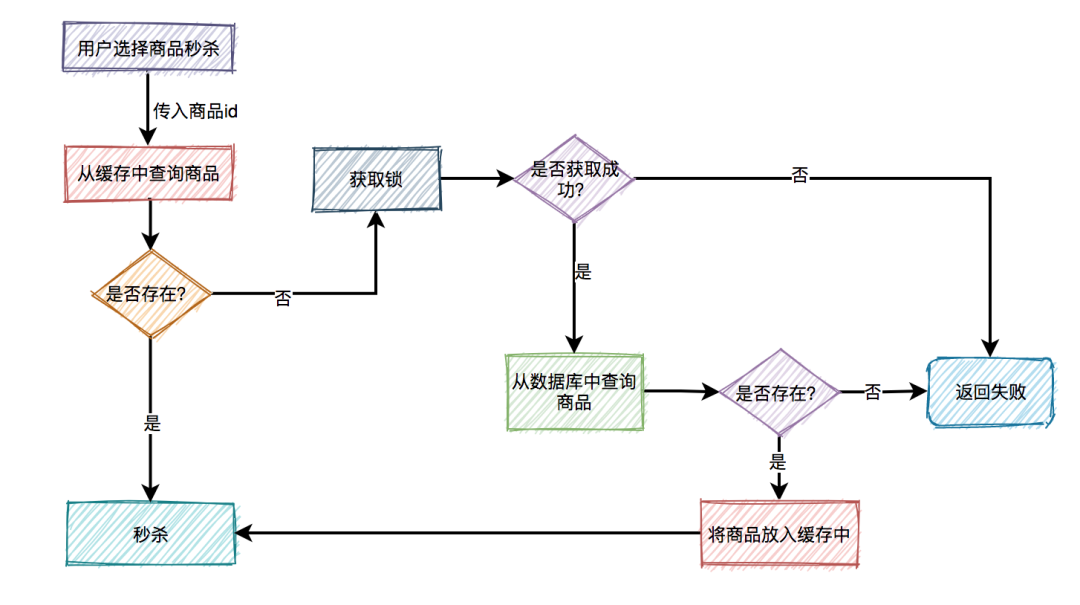 用户选择商品秒杀
传入商品id
从缓存中查询商品
获取锁
是否获取成
功?
否
是否存在?
否
是
从数据库中查询
商品
是否存在?
否
返回失败
是
是
秒杀
将商品放入缓存中